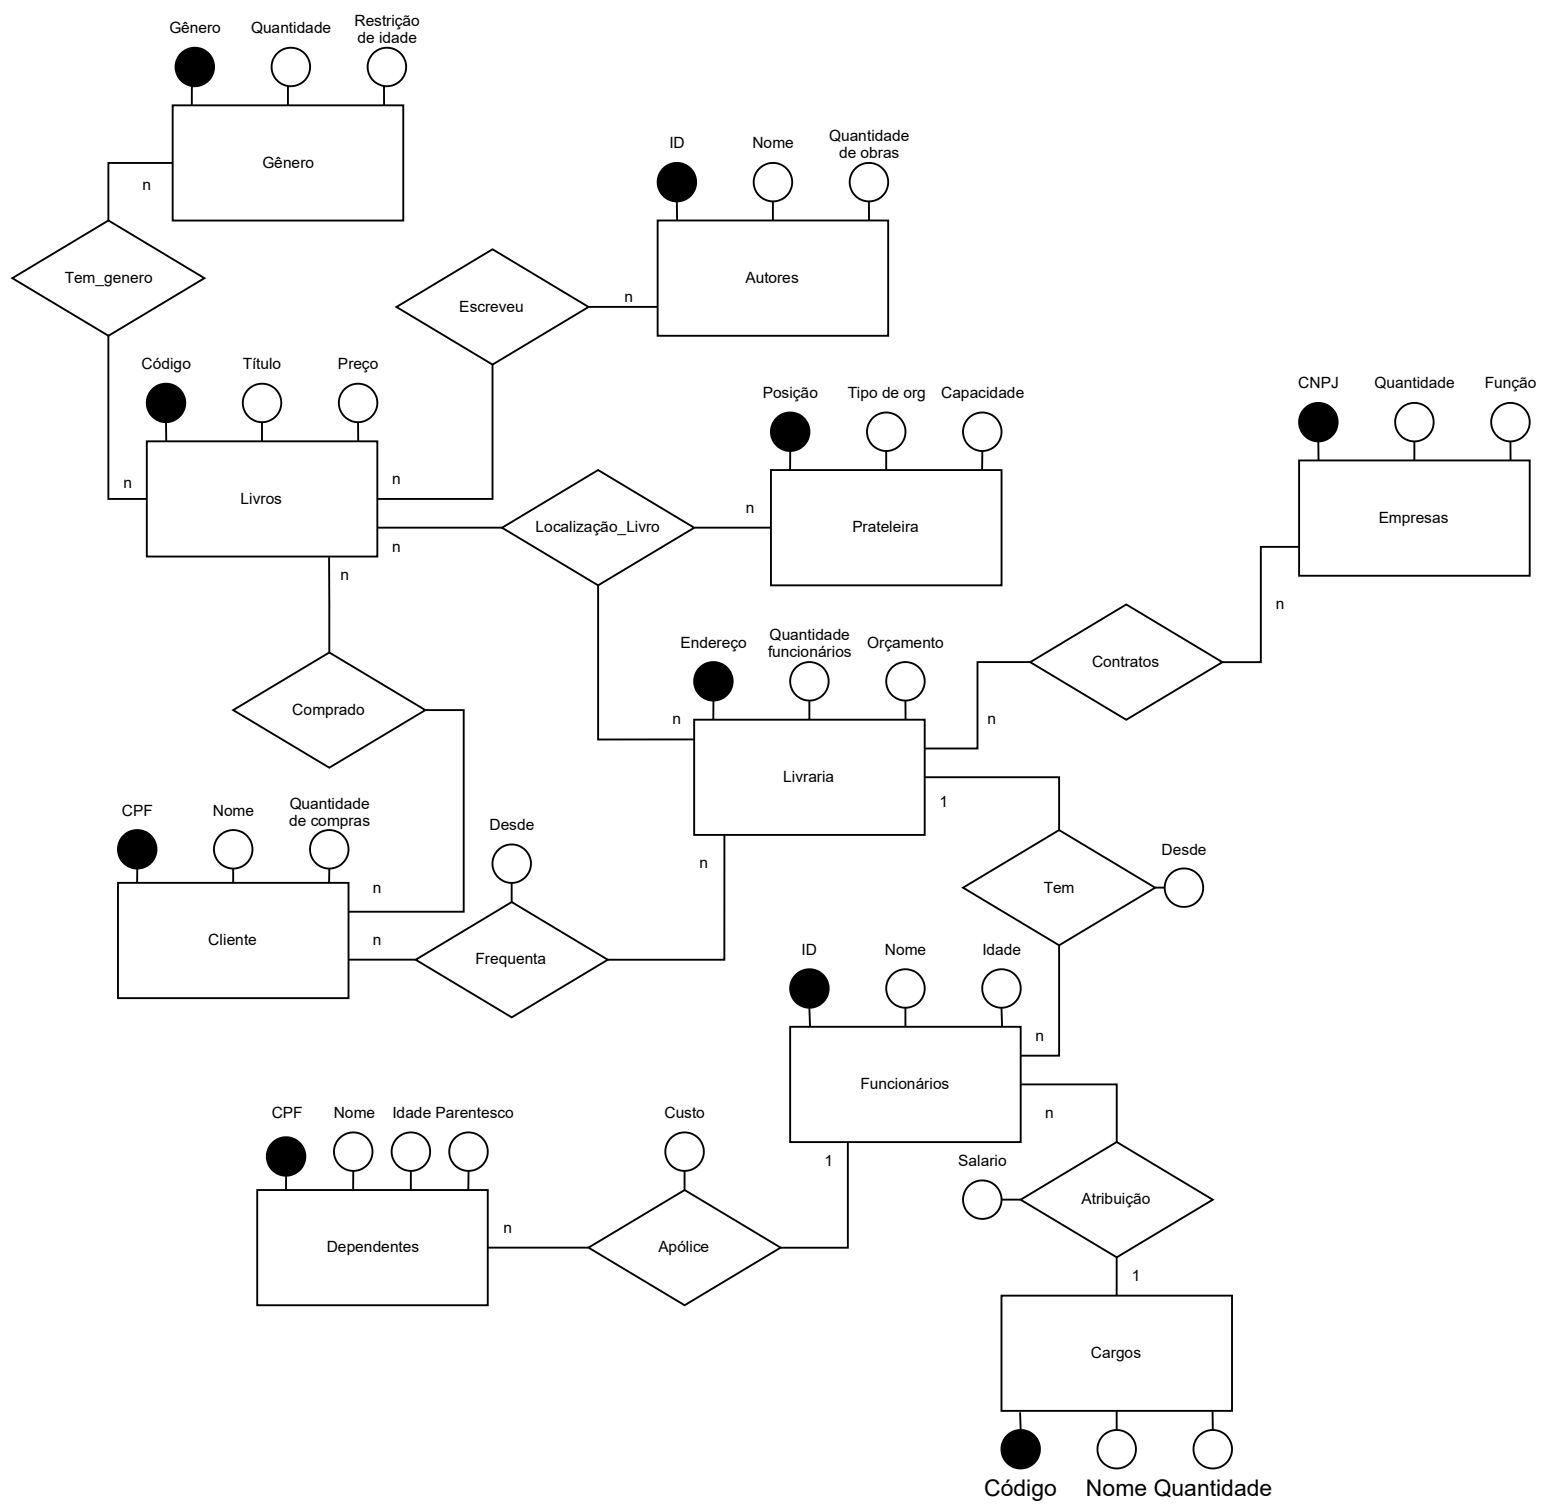 Gênero
Quantidade
Restrição
de idade
Gênero
n
Tem_genero
n
ID
Nome
Quantidade
de obras
Autores
n
Escreveu
n
Código
Título
Preço
Livros
n
n
Posição
Tipo de org
Capacidade
Prateleira
n
Localização_Livro
n
CNPJ
Quantidade
Função
Empresas
n
Contratos
n
Endereço
Quantidade
funcionários
Orçamento
Livraria
1
n
Comprado
n
CPF
Nome
Quantidade
de compras
Cliente
n
Desde
Frequenta
Tem
Desde
n
ID
Nome
Idade
Funcionários
n
1
CPF
Nome
Idade
Parentesco
Dependentes
n
Custo
Apólice
Salario
Atribuição
1
Cargos
Código
Nome
Quantidade